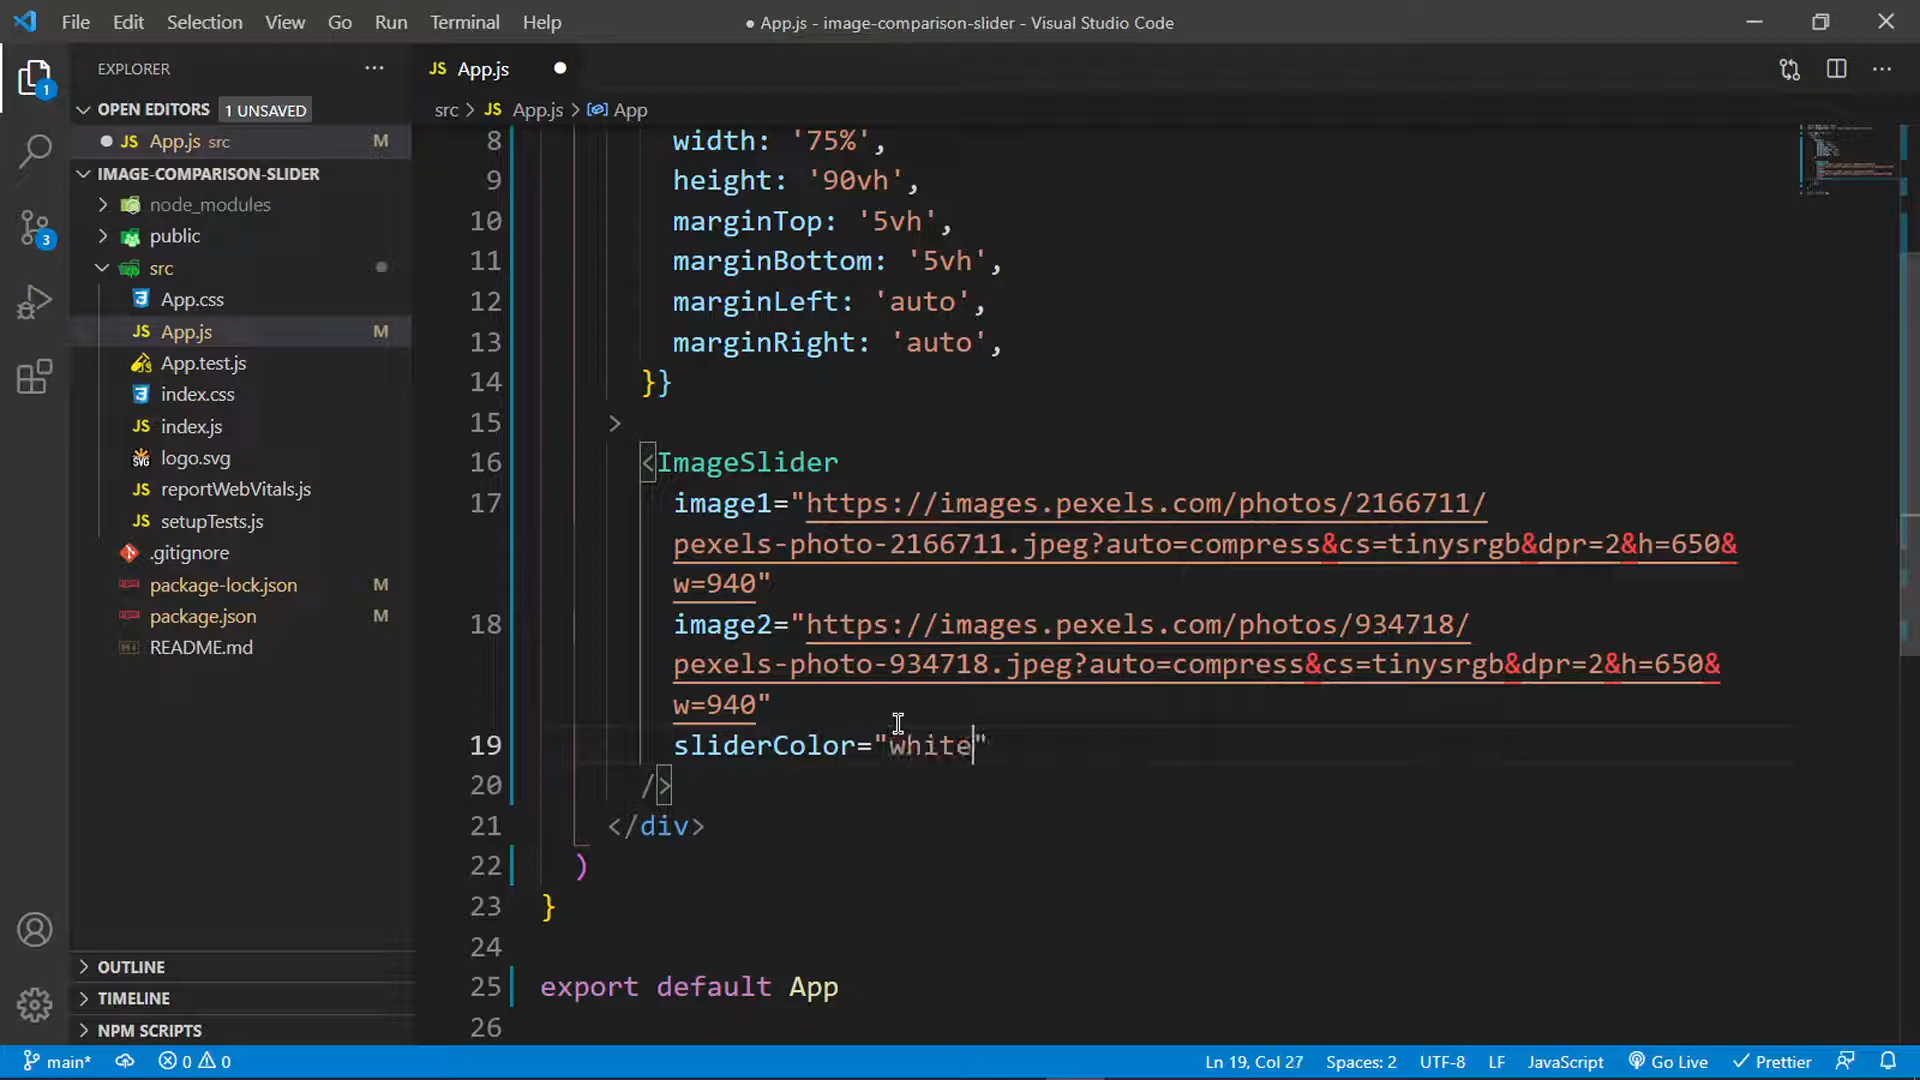 File Edit Selection View Go Run Terminal Help
● App.js - image-comparison-slider - Visual Studio Code
EXPLORER
OPEN EDITORS 1 UNSAVED
JS App.js src M
IMAGE-COMPARISON-SLIDER
node_modules
public
src
App.css
JS App.js M
App.test.js
index.css
JS index.js
logo.svg
JS reportWebVitals.js
JS setupTests.js
.gitignore
package-lock.json M
package.json M
README.md
OUTLINE
TIMELINE
NPM SCRIPTS
1
3
JS App.js
src > JS App.js > App
8 width: '75%',
9 height: '90vh',
10 marginTop: '5vh',
11 marginBottom: '5vh',
12 marginLeft: 'auto',
13 marginRight: 'auto',
14 }}
15 >
16 <ImageSlider
17 image1="https://images.pexels.com/photos/2166711/
pexels-photo-2166711.jpeg?auto=compress&cs=tinysrgb&dpr=2&h=650&
w=940"
18 image2="https://images.pexels.com/photos/934718/
pexels-photo-934718.jpeg?auto=compress&cs=tinysrgb&dpr=2&h=650&
w=940"
19 sliderColor="white"
20 />
21 </div>
22 )
23 }
24
25 export default App
26
main* 0 0 Ln 19, Col 27 Spaces: 2 UTF-8 LF JavaScript Go Live Prettier